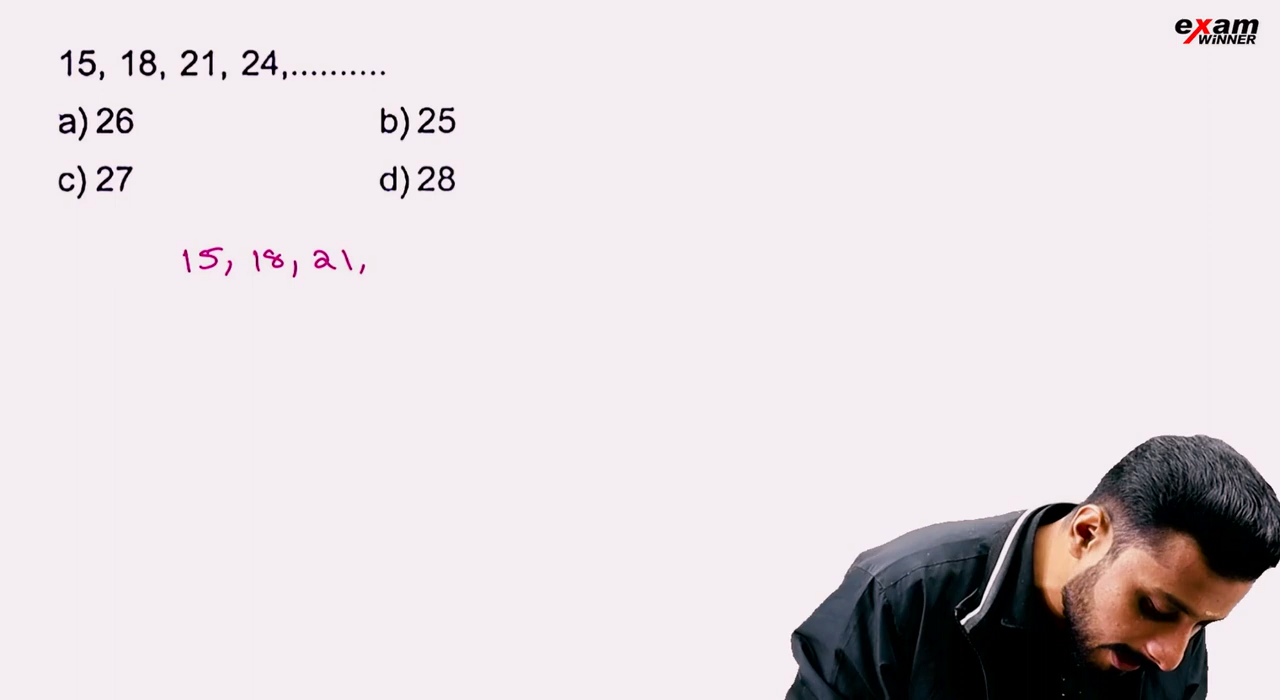 exam
WiNNER
15, 18, 21, 24,..........
a) 26 b) 25
c) 27 d) 28
15, 18, 21,